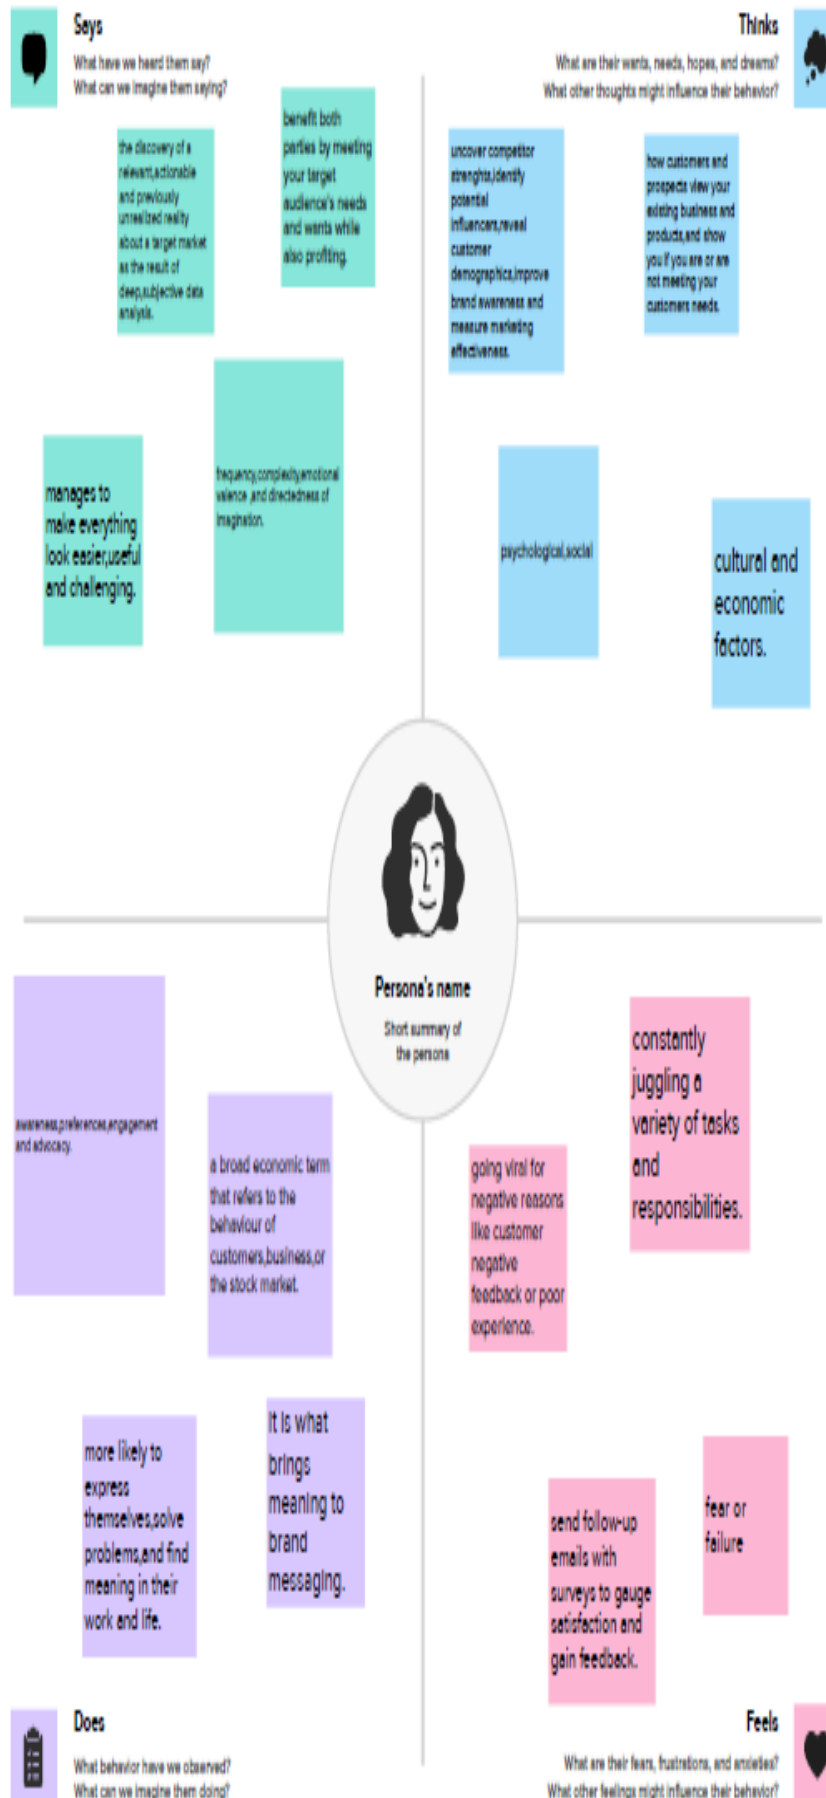 Says
What have we heard them say?
What can we imagine them saying?
Thinks
What are their wants, needs, hopes, and dreams?
What other thoughts might influence their behavior?
the discovery of a
relevant,actionable
and previously
unrealized reality
about a target market
as the result of
deep,subjective data
analysis.
benefit both
parties by meeting
your target
audience's needs
and wants while
also profiting.
manages to
make everything
look easier,useful
and challenging.
frequency,complexity,emotional
valence ,and directedness of
imagination.
uncover competitor
strenghts,identify
potential
influencers,reveal
customer
demographics,improve
brand awareness and
measure marketing
effectiveness.
how customers and
prospects view your
existing business and
products,and show
you if you are or are
not meeting your
customers needs.
psychological,social
cultural and
economic
factors.
Persona's name
Short summary of
the persona
awareness,preferences,engagement
and advocacy.
a broad economic term
that refers to the
behaviour of
customers,business,or
the stock market.
more likely to
express
themselves,solve
problems,and find
meaning in their
work and life.
it is what
brings
meaning to
brand
messaging.
constantly
juggling a
variety of tasks
and
responsibilities.
going viral for
negative reasons
like customer
negative
feedback or poor
experience.
send follow-up
emails with
surveys to gauge
satisfaction and
gain feedback.
fear or
failure
Does
What behavior have we observed?
What can we imagine them doing?
Feels
What are their fears, frustrations, and anxieties?
What other feelings might influence their behavior?